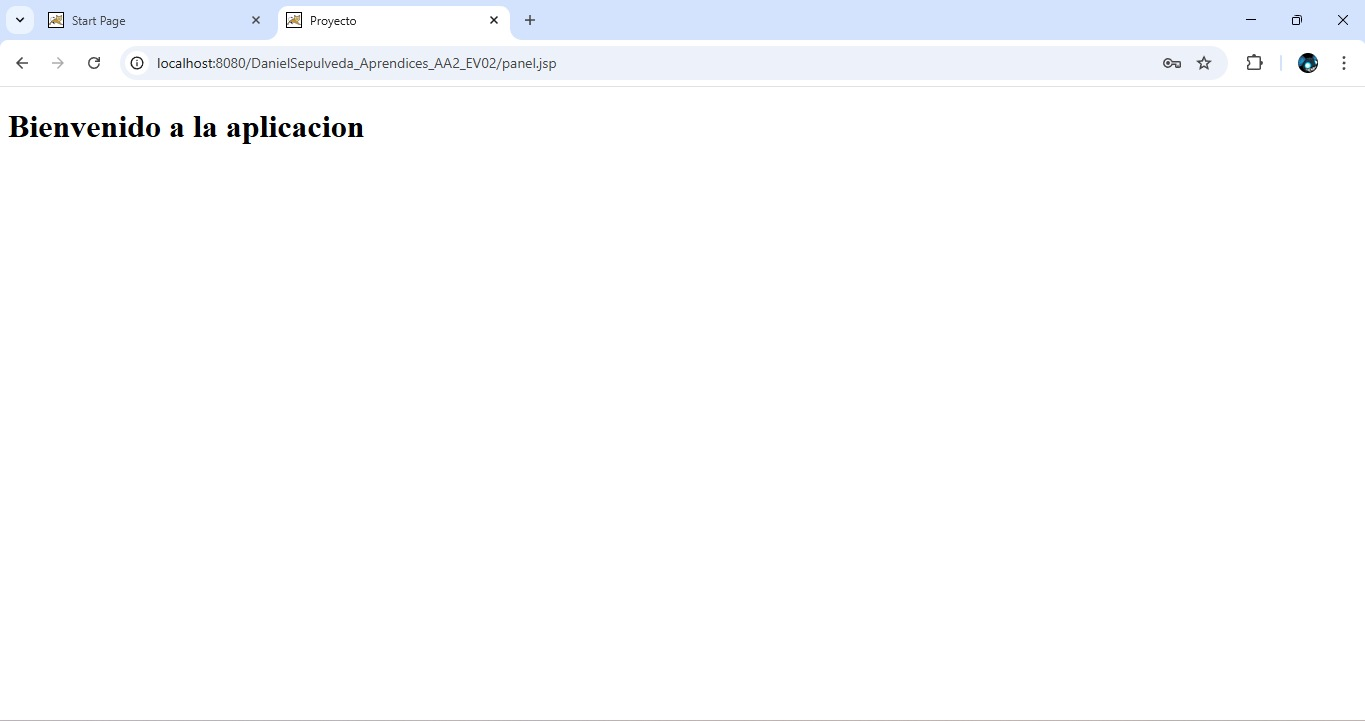 Start Page
Proyecto
localhost:8080/DanielSepulveda_Aprendices_AA2_EV02/panel.jsp
Bienvenido a la aplicacion